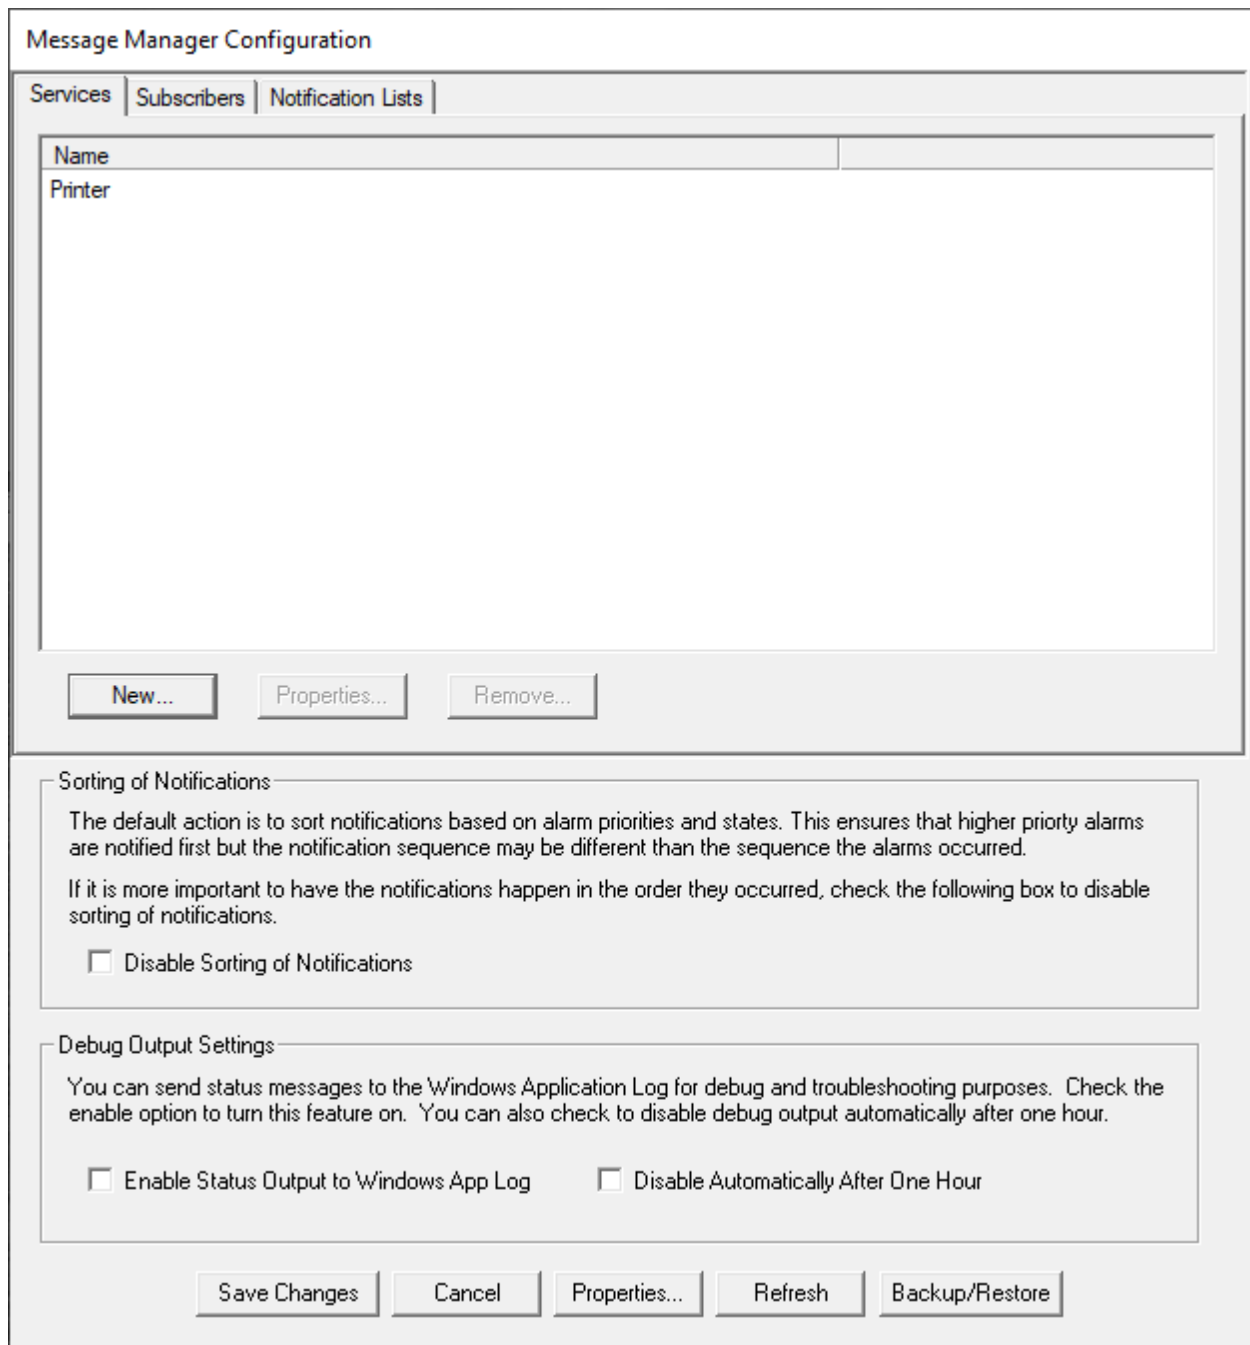 Message Manager Configuration
Services
Subscribers
Notification Lists
Name
Printer
New...
Properties...
Remove...
Sorting of Notifications
The default action is to sort notifications based on alarm priorities and states. This ensures that higher priorty alarms
are notified first but the notification sequence may be different than the sequence the alarms occurred.
If it is more important to have the notifications happen in the order they occurred, check the following box to disable
sorting of notifications.
Disable Sorting of Notifications
Debug Output Settings
You can send status messages to the Windows Application Log for debug and troubleshooting purposes.  Check the
enable option to turn this feature on.  You can also check to disable debug output automatically after one hour.
Enable Status Output to Windows App Log
Disable Automatically After One Hour
Save Changes
Cancel
Properties...
Refresh
Backup/Restore